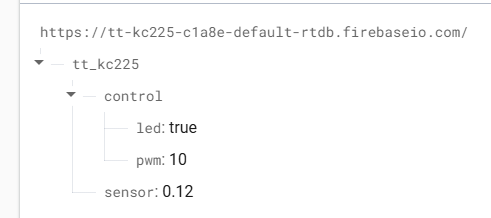 https://tt-kc225-c1a8e-default-rtdb.firebaseio.com/
tt_kc225
control
led: true
pwm: 10
sensor: 0.12